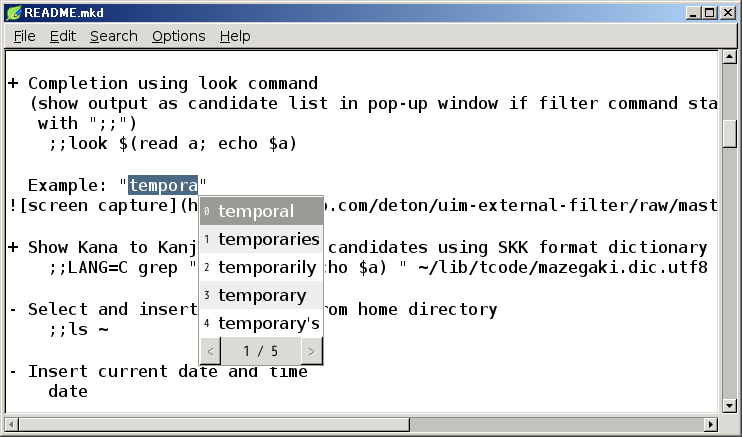 README.mkd
File Edit Search Options Help
+ Completion using look command
(show output as candidate list in pop-up window if filter command sta
with ";;")
;;look $(read a; echo $a)
Example: "tempora"
![screen capture](h .com/deton/uim-external-filter/raw/mast
0 temporal
1 temporaries
2 temporarily
3 temporary
4 temporary's
< 1 / 5 >
+ Show Kana to Kanj candidates using SKK format dictionary
;;LANG=C grep " cho $a) " ~/lib/tcode/mazegaki.dic.utf8
- Select and insert rom home directory
;;ls ~
- Insert current date and time
date